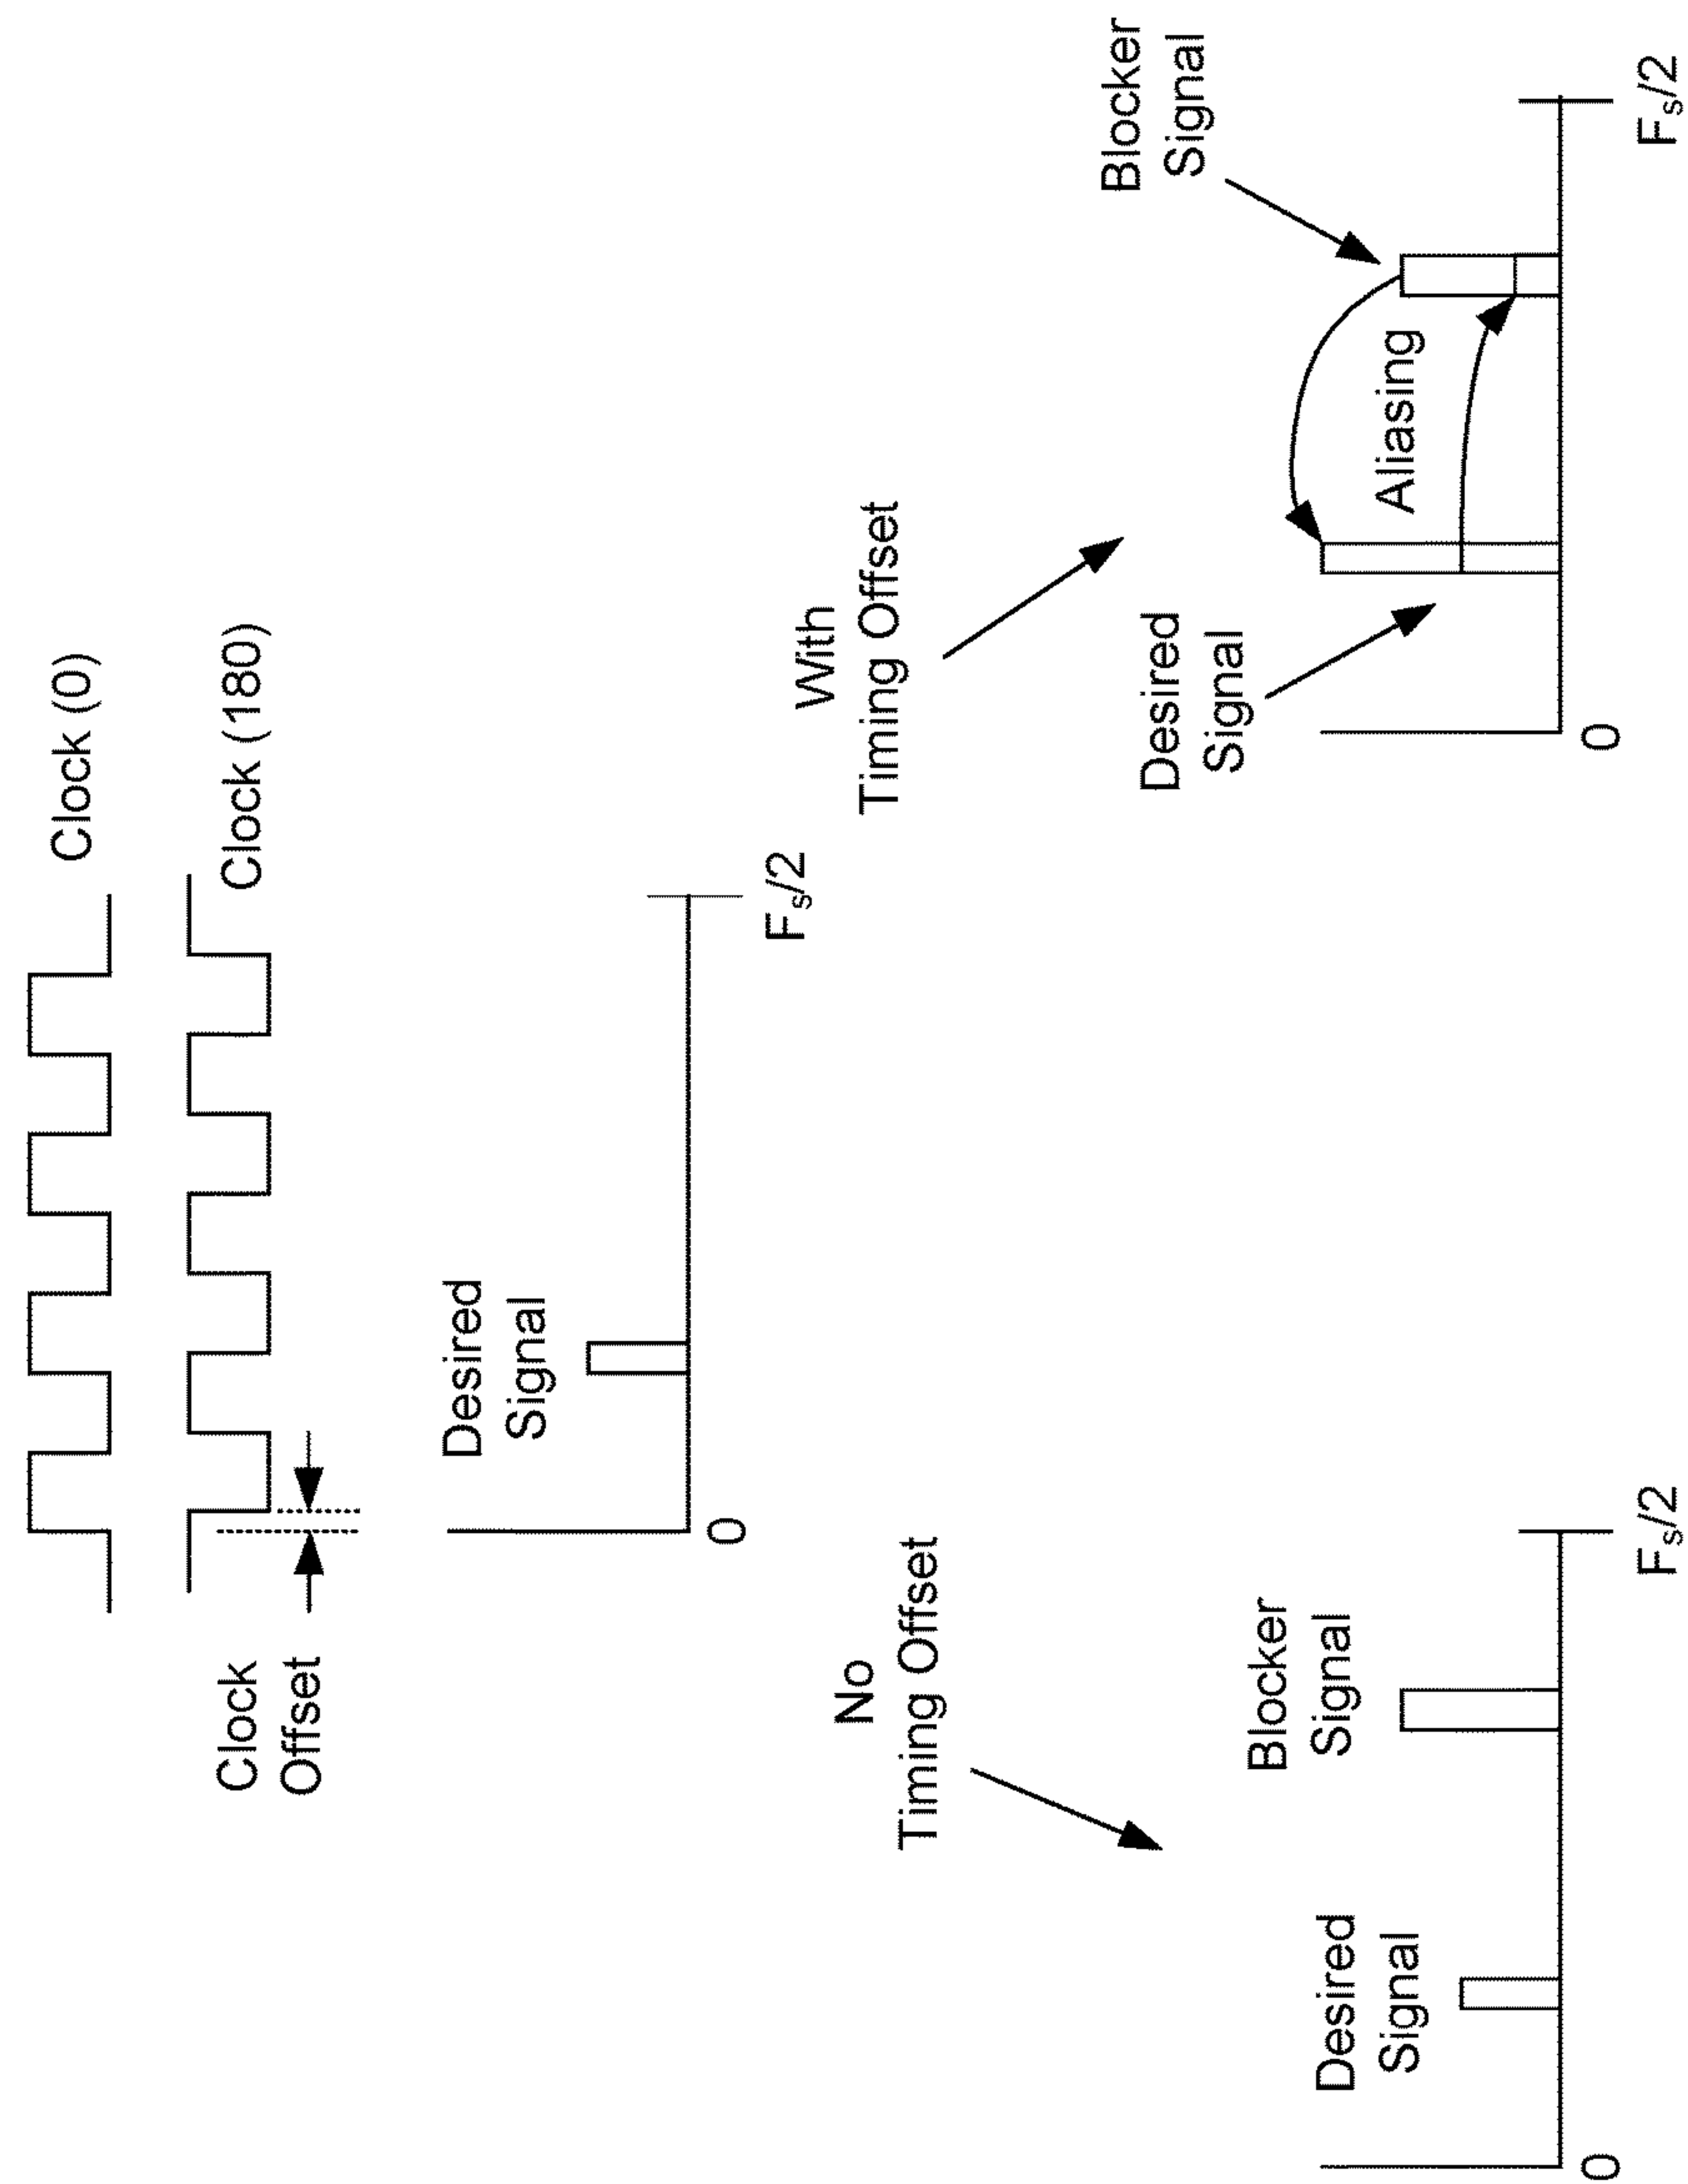 Clock (0)
Clock (180)
Clock
Offset
Desired
Signal
0
Fs/2
No
Timing Offset
With
Timing Offset
Desired
Signal
Blocker
Signal
0
Fs/2
Desired
Signal
Aliasing
Blocker
Signal
0
Fs/2